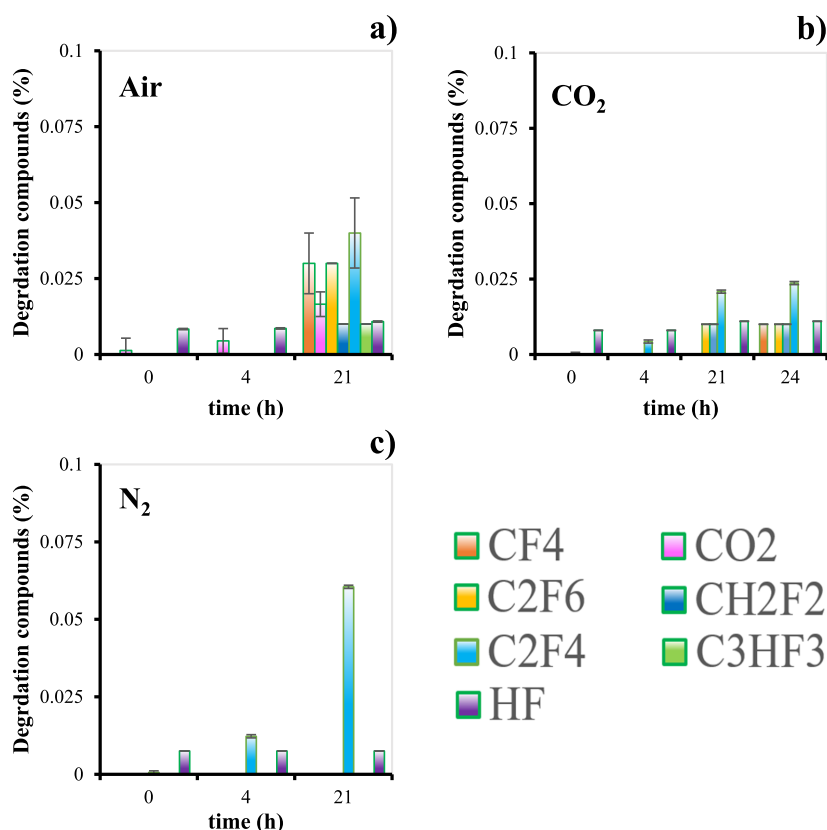 a)
Air
Degrdation compounds (%)
0.1
0.075
0.05
0.025
0
0 4 21
time (h)
b)
CO₂
Degrdation compounds (%)
0.1
0.075
0.05
0.025
0
0 4 21 24
time (h)
c)
N₂
Degrdation compounds (%)
0.1
0.075
0.05
0.025
0
0 4 21
time (h)
CF4 CO2
C2F6 CH2F2
C2F4 C3HF3
HF